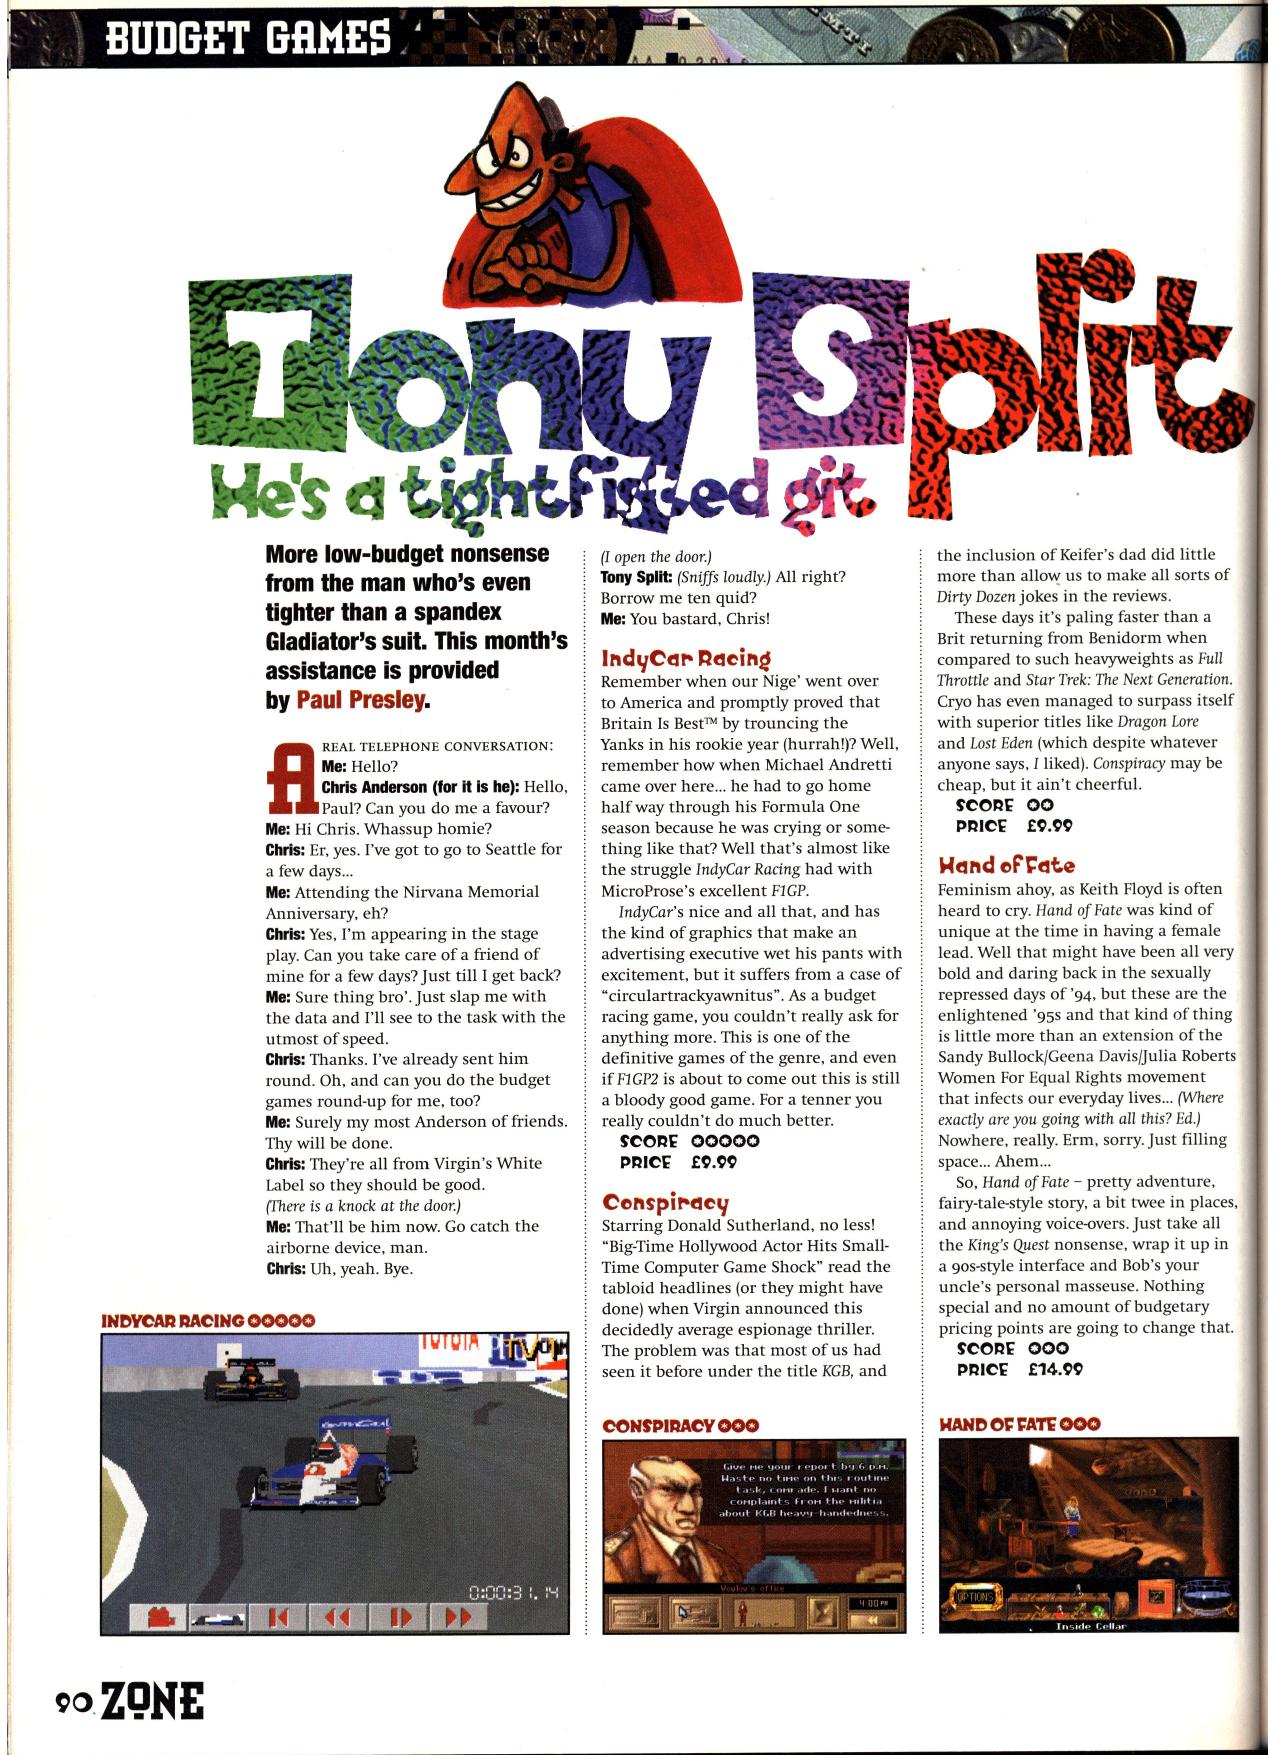 BUDGET GAMES
Tony Split
He's a tightfisted git
More low-budget nonsense
from the man who's even
tighter than a spandex
Gladiator's suit. This month's
assistance is provided
by Paul Presley.
A REAL TELEPHONE CONVERSATION:
Me: Hello?
Chris Anderson (for it is he): Hello,
Paul? Can you do me a favour?
Me: Hi Chris. Whassup homie?
Chris: Er, yes. I've got to go to Seattle for
a few days...
Me: Attending the Nirvana Memorial
Anniversary, eh?
Chris: Yes, I'm appearing in the stage
play. Can you take care of a friend of
mine for a few days? Just till I get back?
Me: Sure thing bro'. Just slap me with
the data and I'll see to the task with the
utmost of speed.
Chris: Thanks. I've already sent him
round. Oh, and can you do the budget
games round-up for me, too?
Me: Surely my most Anderson of friends.
Thy will be done.
Chris: They're all from Virgin's White
Label so they should be good.
(There is a knock at the door.)
Me: That'll be him now. Go catch the
airborne device, man.
Chris: Uh, yeah. Bye.
(I open the door.)
Tony Split: (Sniffs loudly.) All right?
Borrow me ten quid?
Me: You bastard, Chris!
IndyCar Racing
Remember when our Nige' went over
to America and promptly proved that
Britain Is Best™ by trouncing the
Yanks in his rookie year (hurrah!)? Well,
remember how when Michael Andretti
came over here... he had to go home
half way through his Formula One
season because he was crying or some-
thing like that? Well that's almost like
the struggle IndyCar Racing had with
MicroProse's excellent F1GP.
IndyCar's nice and all that, and has
the kind of graphics that make an
advertising executive wet his pants with
excitement, but it suffers from a case of
"circulartrackyawnitus". As a budget
racing game, you couldn't really ask for
anything more. This is one of the
definitive games of the genre, and even
if F1GP2 is about to come out this is still
a bloody good game. For a tenner you
really couldn't do much better.
SCORE ✪✪✪✪✪
PRICE £9.99
Conspiracy
Starring Donald Sutherland, no less!
"Big-Time Hollywood Actor Hits Small-
Time Computer Game Shock" read the
tabloid headlines (or they might have
done) when Virgin announced this
decidedly average espionage thriller.
The problem was that most of us had
seen it before under the title KGB, and
the inclusion of Keifer's dad did little
more than allow us to make all sorts of
Dirty Dozen jokes in the reviews.
These days it's paling faster than a
Brit returning from Benidorm when
compared to such heavyweights as Full
Throttle and Star Trek: The Next Generation.
Cryo has even managed to surpass itself
with superior titles like Dragon Lore
and Lost Eden (which despite whatever
anyone says, I liked). Conspiracy may be
cheap, but it ain't cheerful.
SCORE ✪✪
PRICE £9.99
Hand of Fate
Feminism ahoy, as Keith Floyd is often
heard to cry. Hand of Fate was kind of
unique at the time in having a female
lead. Well that might have been all very
bold and daring back in the sexually
repressed days of '94, but these are the
enlightened '95s and that kind of thing
is little more than an extension of the
Sandy Bullock/Geena Davis/Julia Roberts
Women For Equal Rights movement
that infects our everyday lives... (Where
exactly are you going with all this? Ed.)
Nowhere, really. Erm, sorry. Just filling
space... Ahem...
So, Hand of Fate – pretty adventure,
fairy-tale-style story, a bit twee in places,
and annoying voice-overs. Just take all
the King's Quest nonsense, wrap it up in
a 90s-style interface and Bob's your
uncle's personal masseuse. Nothing
special and no amount of budgetary
pricing points are going to change that.
SCORE ✪✪✪
PRICE £14.99
INDYCAR RACING ✪✪✪✪✪
TOYOTA
0:00:31.14
CONSPIRACY ✪✪✪
Give me your report by 6 p.m.
Waste no time on this routine
task, comrade. I want no
complaints from the militia
about KGB heavy-handedness.
Vovlov's office
4:00 PM
HAND OF FATE ✪✪✪
OPTIONS
Inside Cellar
90 ZONE